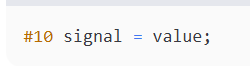 #10 signal = value;